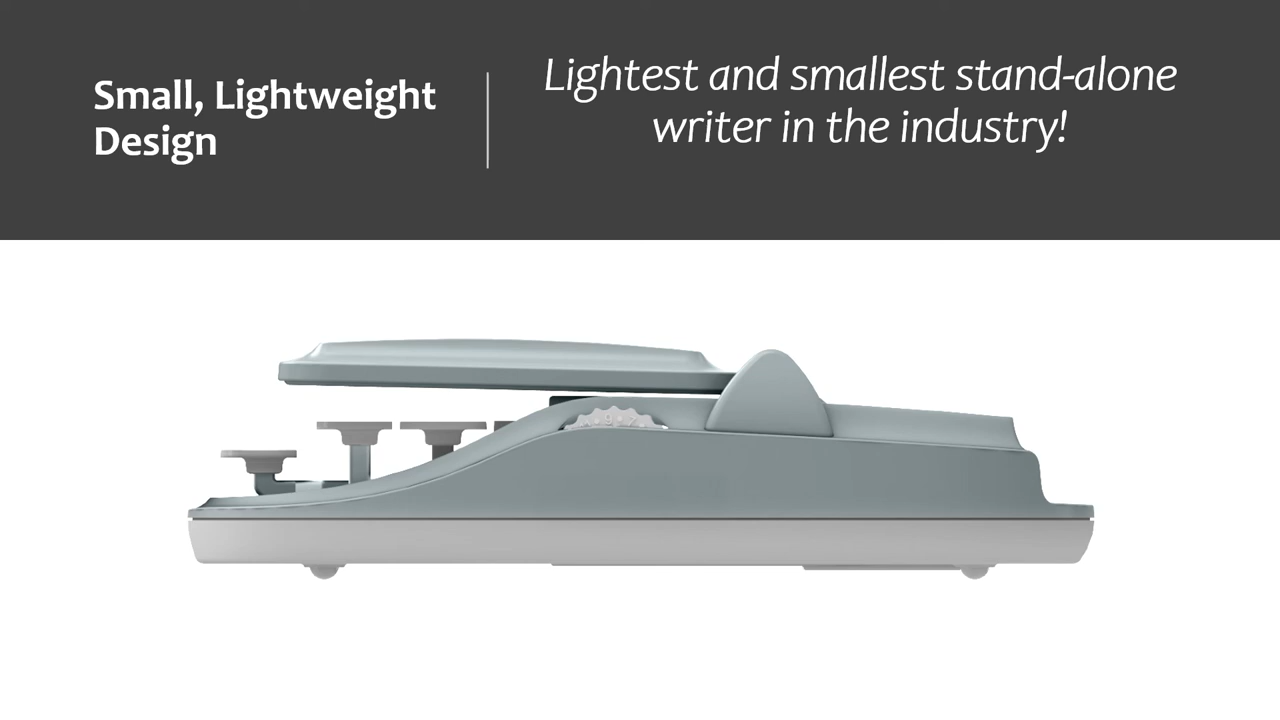 Small, Lightweight
Design
Lightest and smallest stand-alone
writer in the industry!